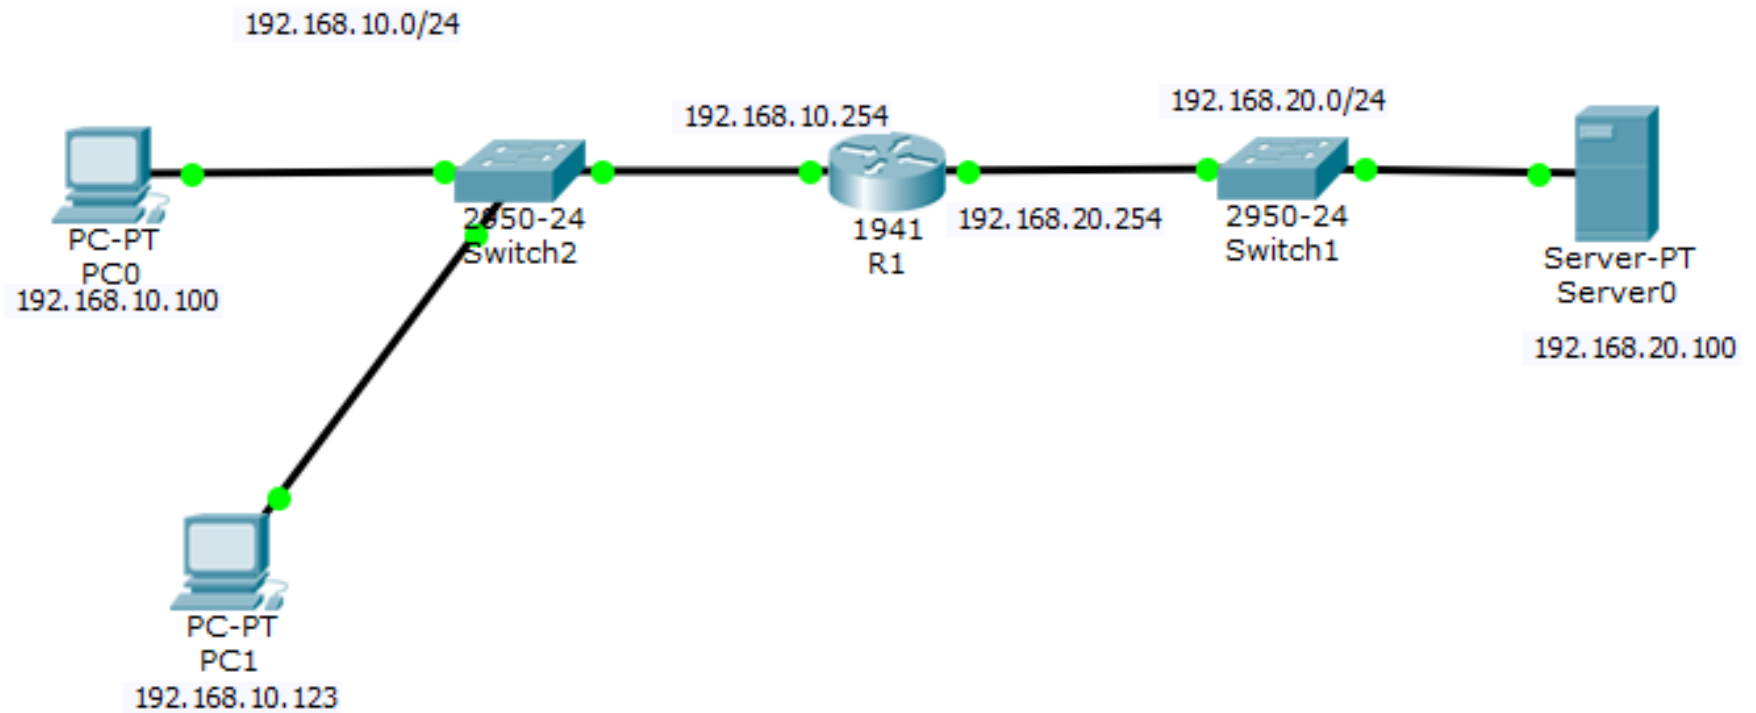 192.168.10.0/24
192.168.10.254
192.168.20.0/24
PC-PT
PC0
192.168.10.100
2950-24
Switch2
1941
R1
192.168.20.254
2950-24
Switch1
Server-PT
Server0
192.168.20.100
PC-PT
PC1
192.168.10.123